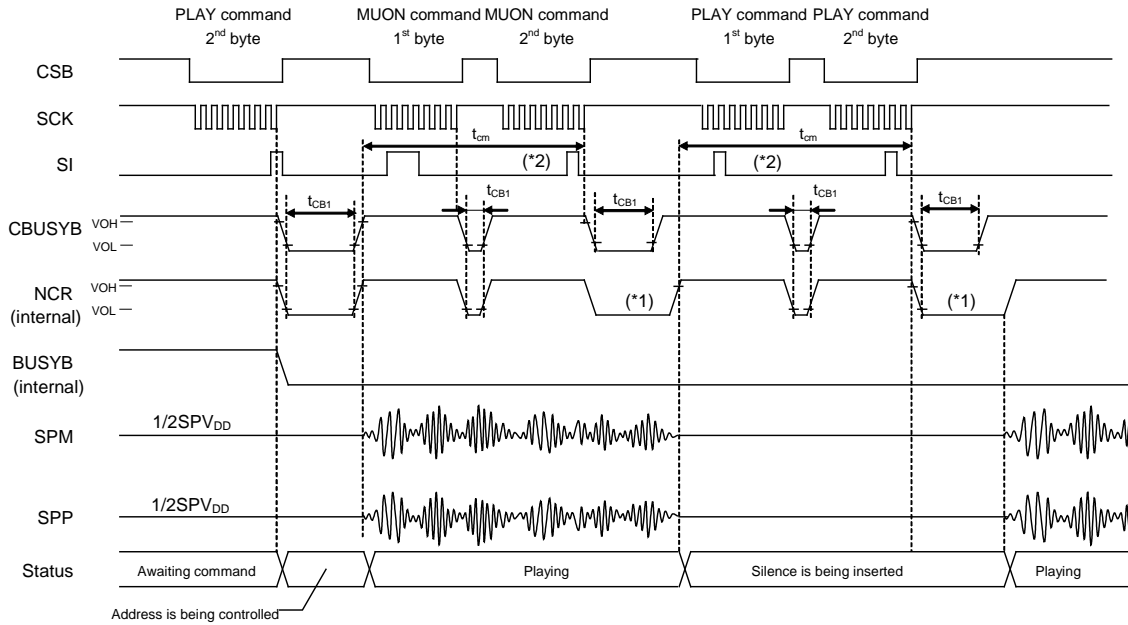 PLAY command
2nd byte
MUON command
1st byte
MUON command
2nd byte
PLAY command
1st byte
PLAY command
2nd byte
CSB
SCK
tcm
tcm
SI
(*2)
(*2)
tCB1
tCB1
tCB1
tCB1
tCB1
CBUSYB
VOH
VOL
NCR
(internal)
VOH
VOL
(*1)
(*1)
BUSYB
(internal)
1/2SPVDD
SPM
1/2SPVDD
SPP
Status
Awaiting command
Playing
Silence is being inserted
Playing
Address is being controlled